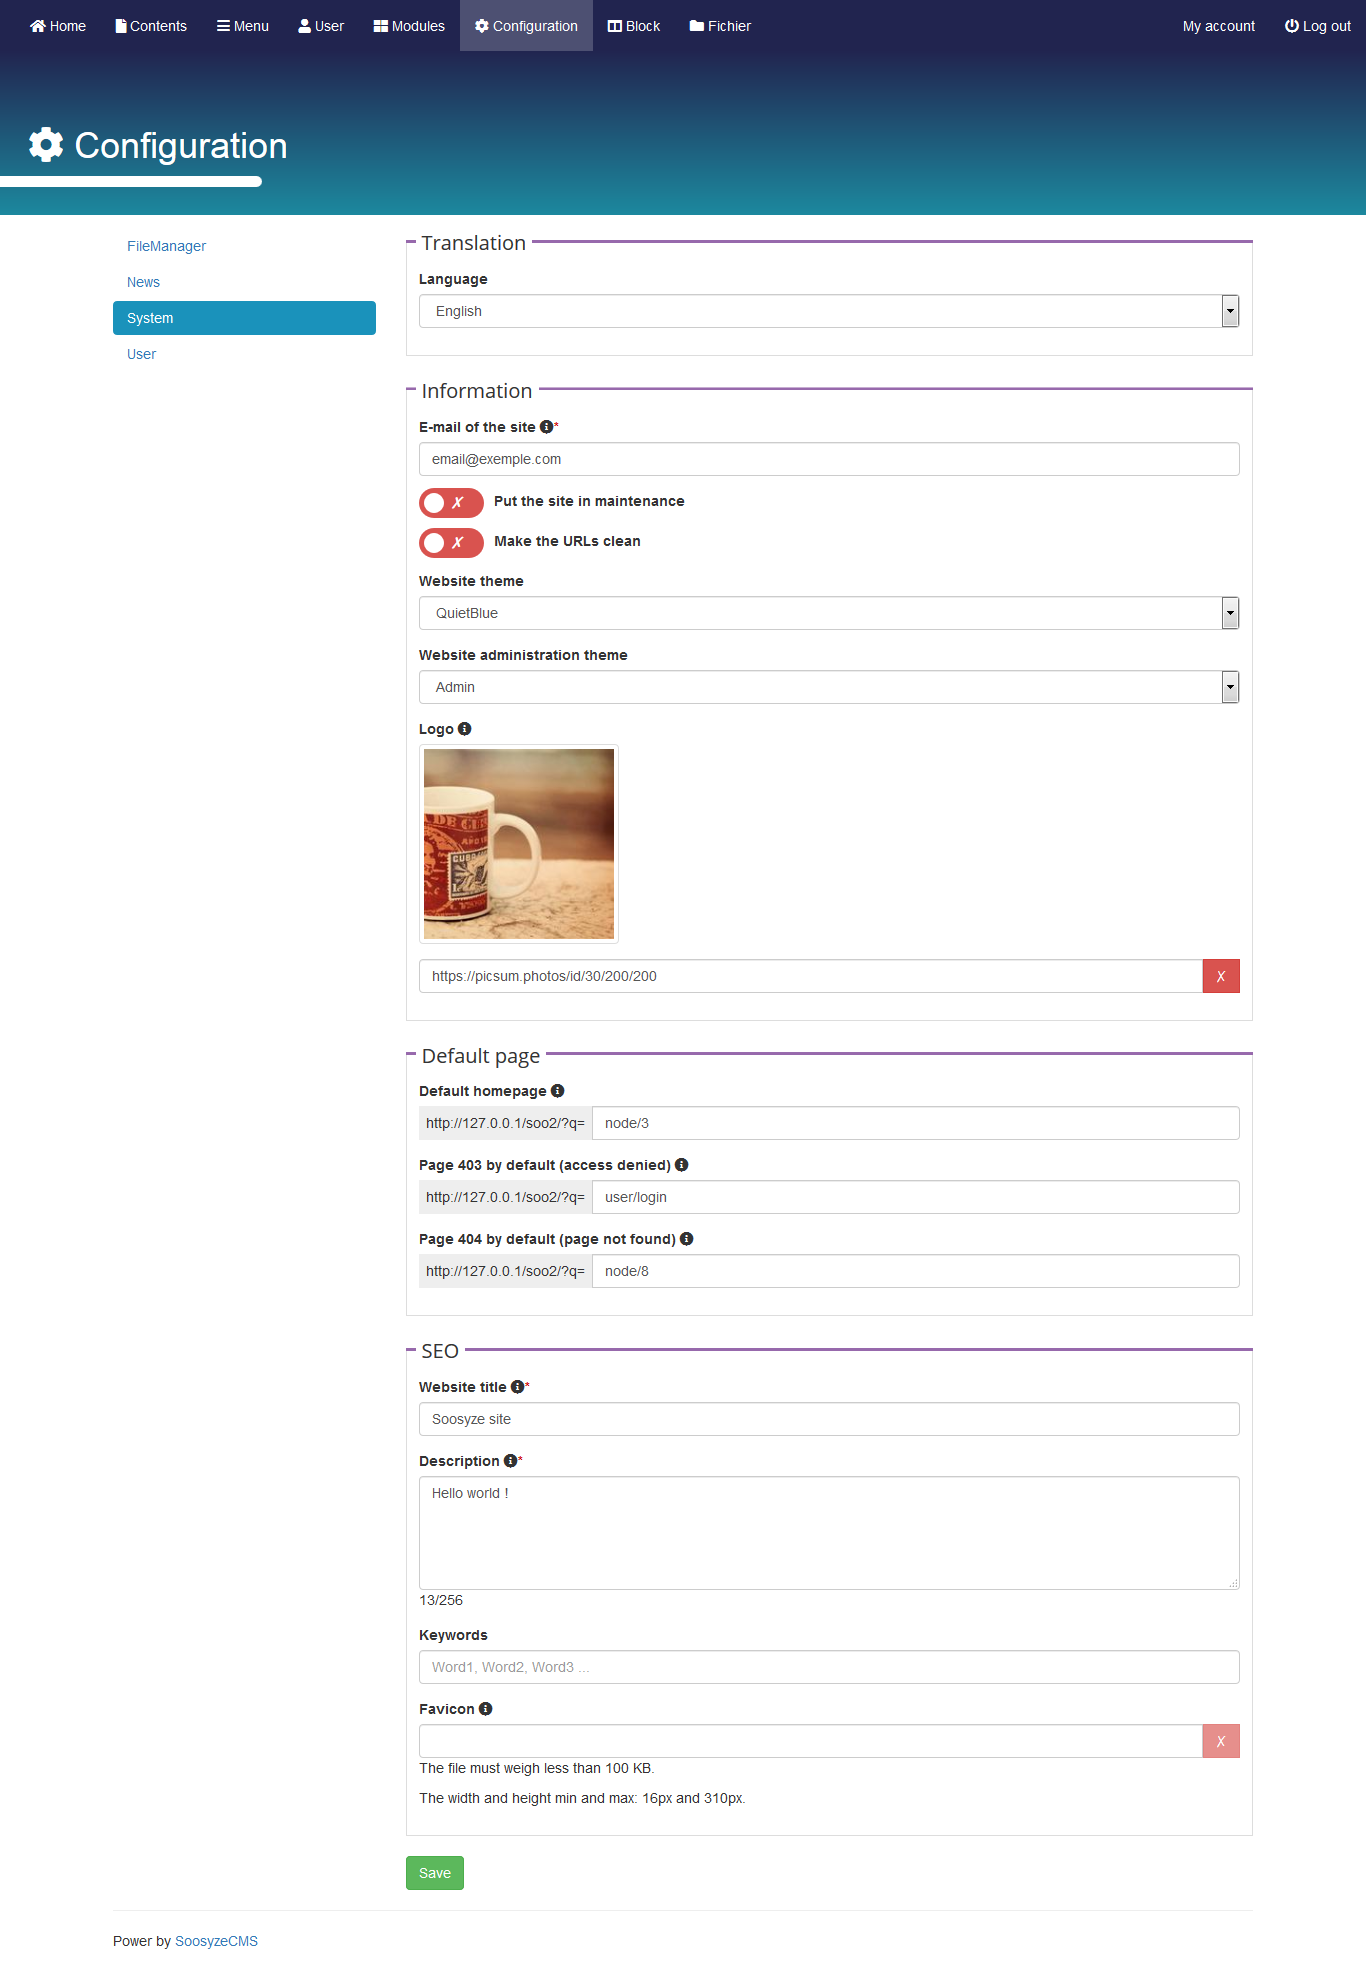 Home Contents Menu User Modules Configuration Block Fichier My account Log out
Configuration
FileManager
News
System
User
Translation
Language
English
Information
E-mail of the site *
email@exemple.com
✗ Put the site in maintenance
✗ Make the URLs clean
Website theme
QuietBlue
Website administration theme
Admin
Logo
https://picsum.photos/id/30/200/200 ✗
Default page
Default homepage
http://127.0.0.1/soo2/?q= node/3
Page 403 by default (access denied)
http://127.0.0.1/soo2/?q= user/login
Page 404 by default (page not found)
http://127.0.0.1/soo2/?q= node/8
SEO
Website title *
Soosyze site
Description *
Hello world !
13/256
Keywords
Word1, Word2, Word3 ...
Favicon
✗
The file must weigh less than 100 KB.
The width and height min and max: 16px and 310px.
Save
Power by SoosyzeCMS